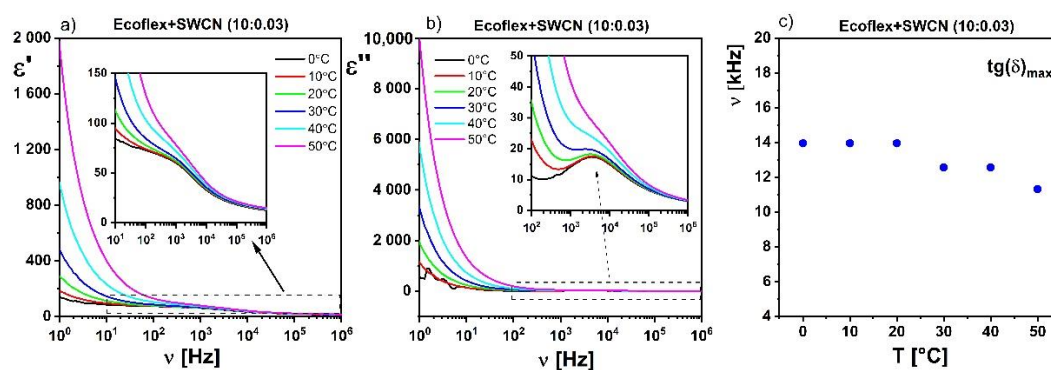 a)
Ecoflex+SWCN (10:0.03)
2 000
1 600
1 200
800
400
0
ε'
10⁰ 10¹ 10² 10³ 10⁴ 10⁵ 10⁶
ν [Hz]
150
100
50
0
10¹ 10² 10³ 10⁴ 10⁵ 10⁶
0°C
10°C
20°C
30°C
40°C
50°C
b)
Ecoflex+SWCN (10:0.03)
10,000
8 000
6 000
4 000
2 000
0
ε''
10⁰ 10¹ 10² 10³ 10⁴ 10⁵ 10⁶
ν [Hz]
0°C
10°C
20°C
30°C
40°C
50°C
50
40
30
20
10
0
10² 10³ 10⁴ 10⁵ 10⁶
c)
Ecoflex+SWCN (10:0.03)
tg(δ)max
20
18
16
14
12
10
8
6
4
ν [kHz]
0 10 20 30 40 50
T [°C]